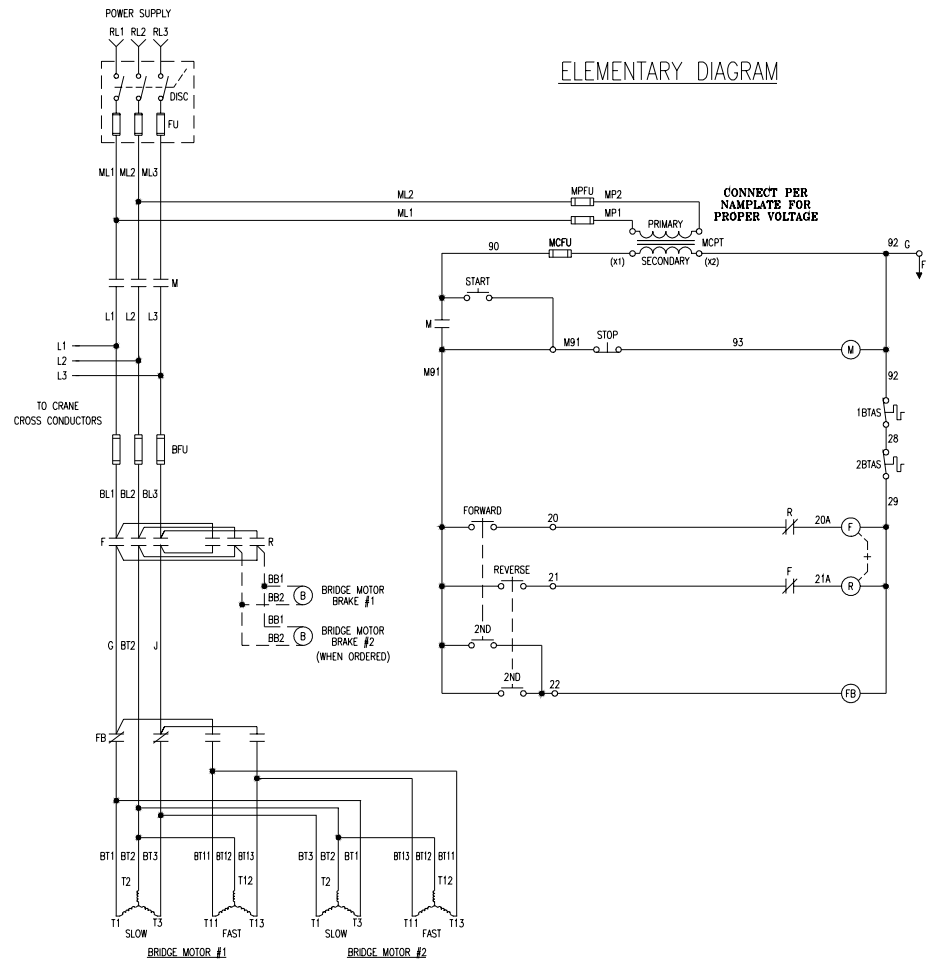 POWER SUPPLY
RL1 RL2 RL3
ELEMENTARY DIAGRAM
DISC
FU
ML1 ML2 ML3
ML2 MPFU MP2
CONNECT PER
NAMPLATE FOR
PROPER VOLTAGE
ML1 MP1
PRIMARY
90 MCFU MCPT 92 G
(X1) SECONDARY (X2) F
START
M
L1 L2 L3
M
STOP
M91 93
M
L1
L2
L3
M91
92
TO CRANE
CROSS CONDUCTORS
1BTAS
28
BFU
2BTAS
BL1 BL2 BL3
29
FORWARD
20 R 20A F
F R
REVERSE
21 F 21A R
BB1
BB2
B
BRIDGE MOTOR
BRAKE #1
BB1
BB2
B
BRIDGE MOTOR
BRAKE #2
(WHEN ORDERED)
G BT2 J
2ND
2ND
22 FB
FB
BT1 BT2 BT3 BT11 BT12 BT13 BT3 BT2 BT1 BT13 BT12 BT11
T2 T12 T2 T12
T1 T3 T11 T13 T1 T3 T11 T13
SLOW FAST SLOW FAST
BRIDGE MOTOR #1 BRIDGE MOTOR #2